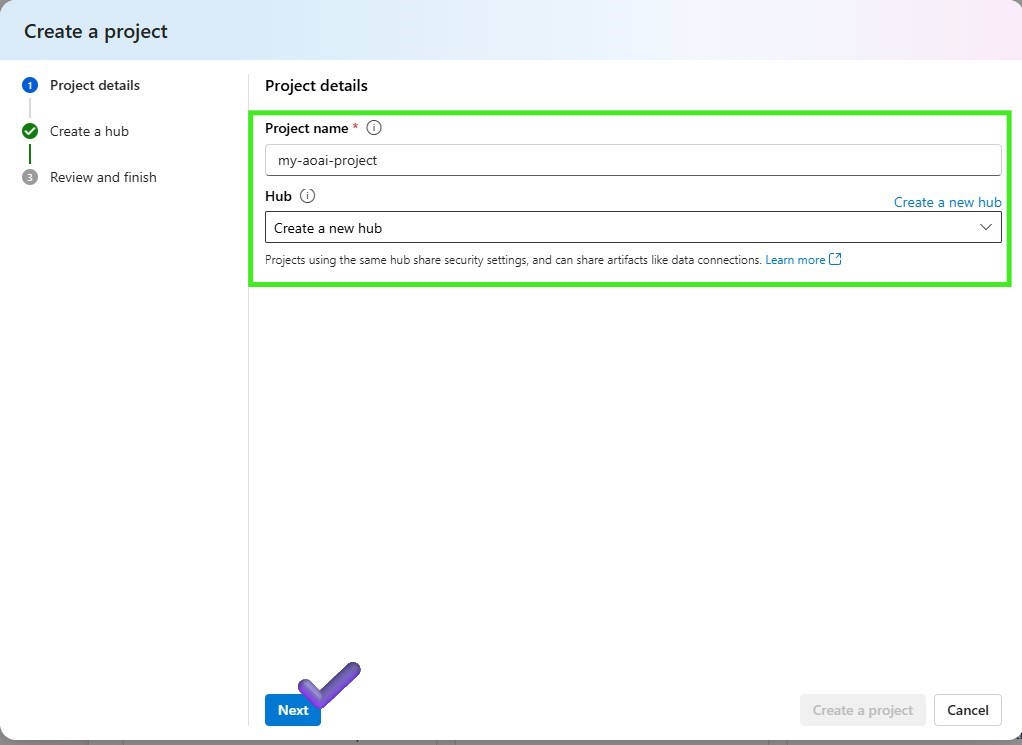 Create a project
1 Project details
Create a hub
3 Review and finish
Project details
Project name *
my-aoai-project
Hub
Create a new hub
Create a new hub
Projects using the same hub share security settings, and can share artifacts like data connections. Learn more
Next
Create a project
Cancel